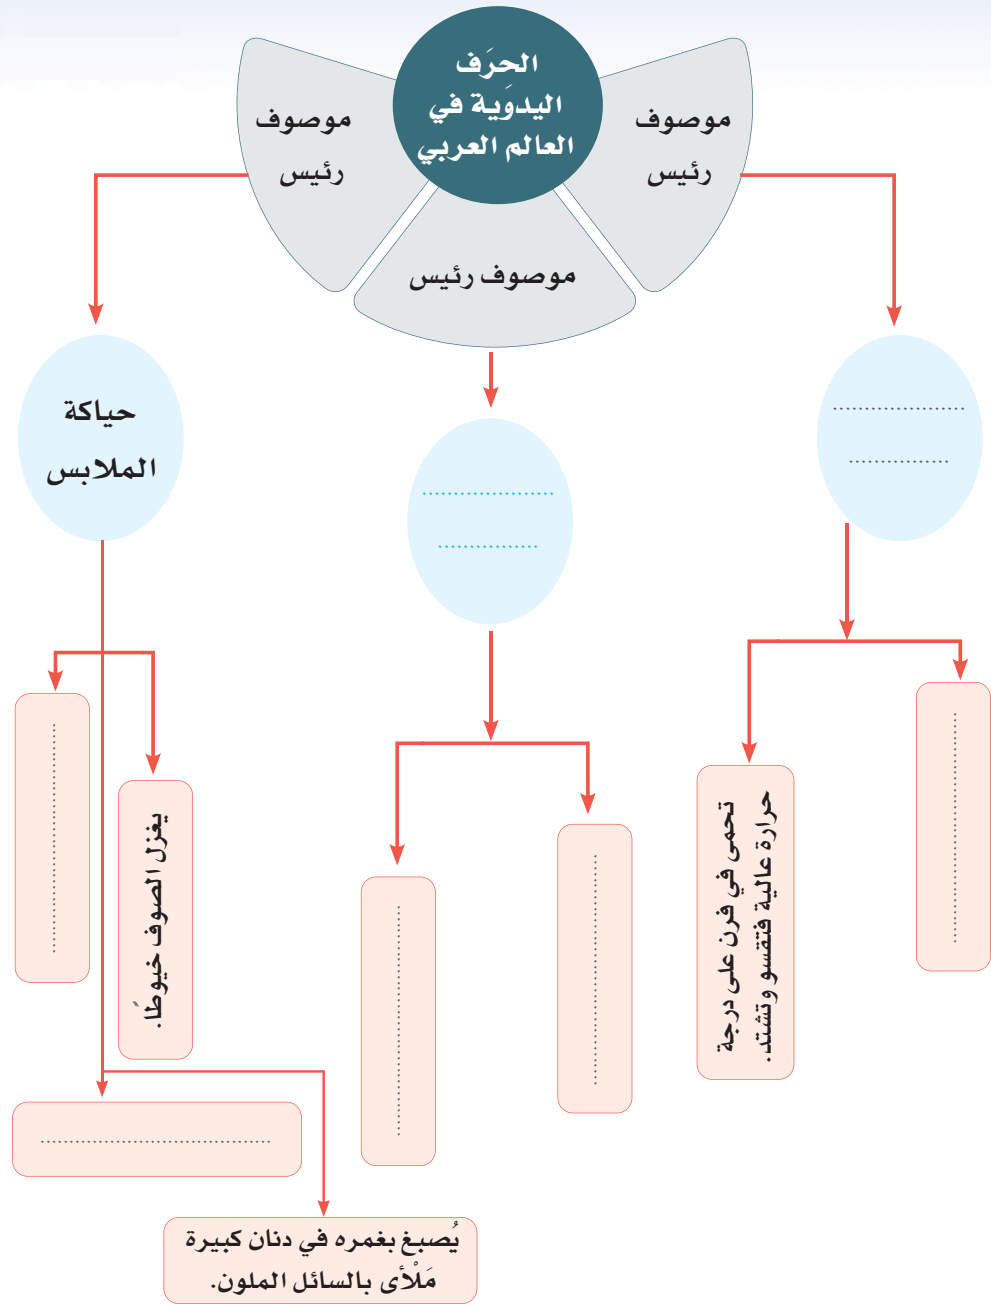 الحرَف
اليدوَية في
العالم العربي
موصوف
رئيس
موصوف رئيس
موصوف
رئيس
....................
...............
....................
...............
حياكة
الملابس
...................................
تحمى في فرن على درجة
حرارة عالية فتقسو وتشتد.
...................................
...................................
يغزل الصوف خيوطًا.
...................................
...................................
يُصبغ بغمره في دنان كبيرة
مَلْأى بالسائل الملون.